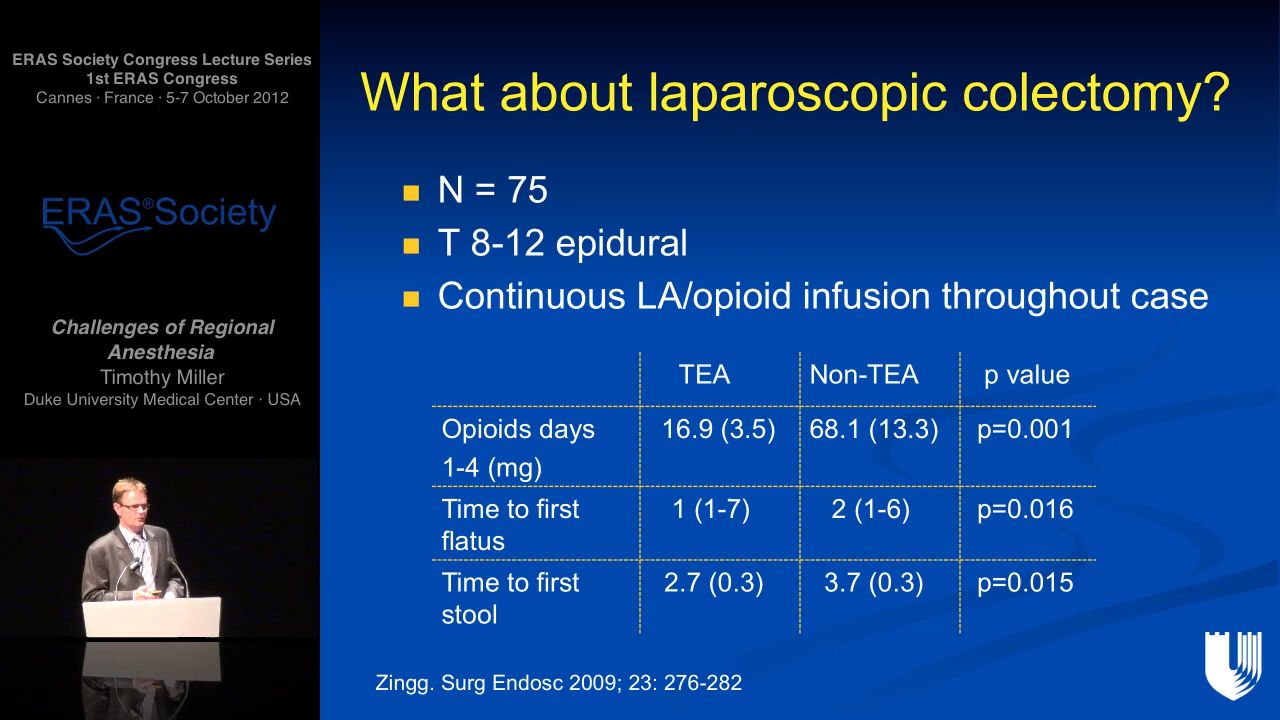 ERAS Society Congress Lecture Series
1st ERAS Congress
Cannes · France · 5-7 October 2012
ERAS®Society
Challenges of Regional
Anesthesia
Timothy Miller
Duke University Medical Center · USA
What about laparoscopic colectomy?
N = 75
T 8-12 epidural
Continuous LA/opioid infusion throughout case
TEA Non-TEA p value
Opioids days 16.9 (3.5) 68.1 (13.3) p=0.001
1-4 (mg)
Time to first 1 (1-7) 2 (1-6) p=0.016
flatus
Time to first 2.7 (0.3) 3.7 (0.3) p=0.015
stool
Zingg. Surg Endosc 2009; 23: 276-282